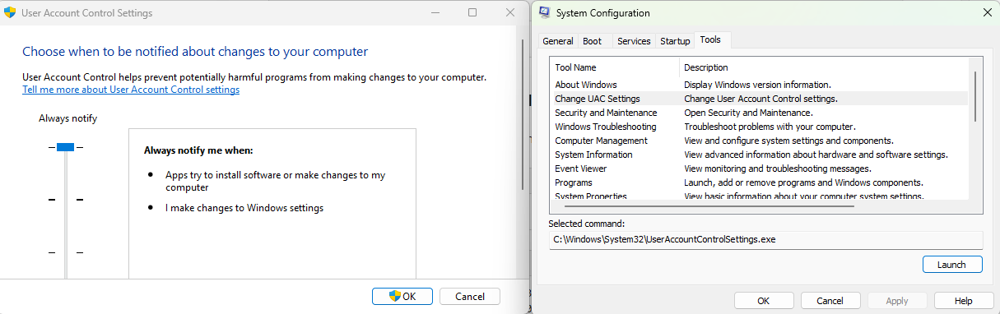 User Account Control Settings
Choose when to be notified about changes to your computer
User Account Control helps prevent potentially harmful programs from making changes to your computer.
Tell me more about User Account Control settings
Always notify
Always notify me when:
Apps try to install software or make changes to my
computer
I make changes to Windows settings
OK Cancel
System Configuration
General Boot Services Startup Tools
Tool Name Description
About Windows Display Windows version information.
Change UAC Settings Change User Account Control settings.
Security and Maintenance Open Security and Maintenance.
Windows Troubleshooting Troubleshoot problems with your computer.
Computer Management View and configure system settings and components.
System Information View advanced information about hardware and software settings.
Event Viewer View monitoring and troubleshooting messages.
Programs Launch, add or remove programs and Windows components.
System Properties View basic information about your computer system settings.
Selected command:
C:\Windows\System32\UserAccountControlSettings.exe
Launch
OK Cancel Apply Help